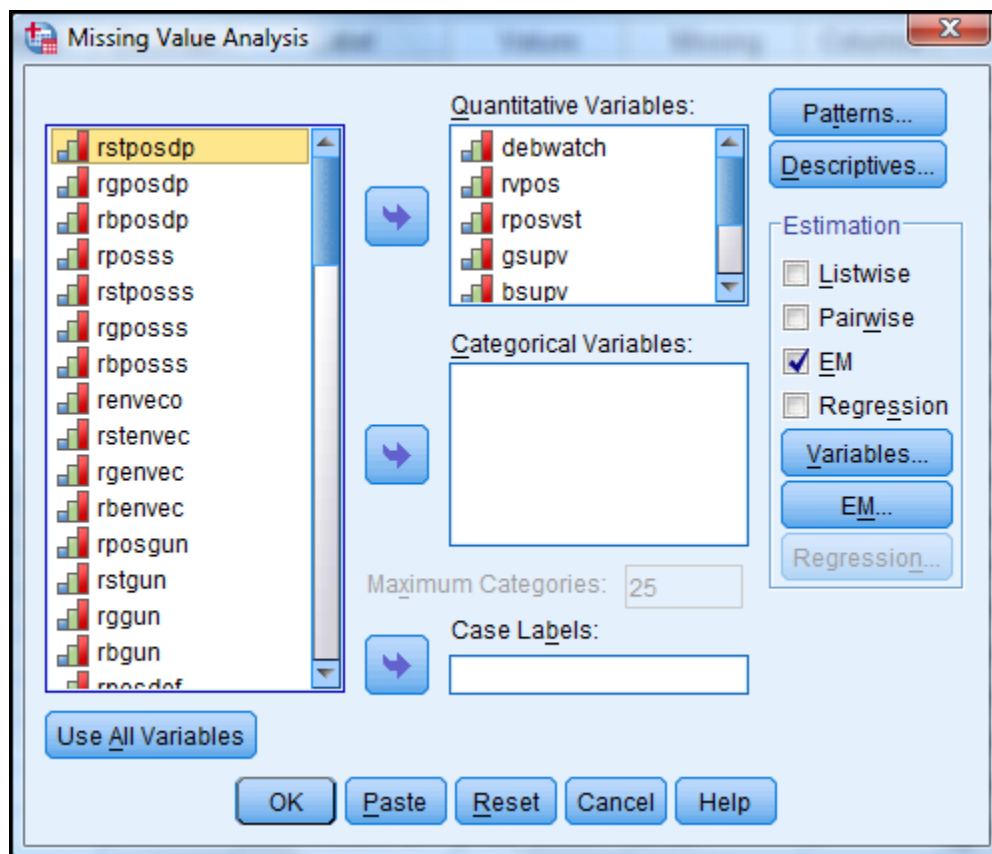 Missing Value Analysis
rstposdp
rgposdp
rbposdp
rposss
rstposss
rgposss
rbposss
renveco
rstenvec
rgenvec
rbenvec
rposgun
rstgun
rggun
rbgun
rposdef
Use All Variables
Quantitative Variables:
debwatch
rvpos
rposvst
gsupv
bsupv
Categorical Variables:
Maximum Categories: 25
Case Labels:
Patterns...
Descriptives...
Estimation
Listwise
Pairwise
EM
Regression
Variables...
EM...
Regression...
OK Paste Reset Cancel Help